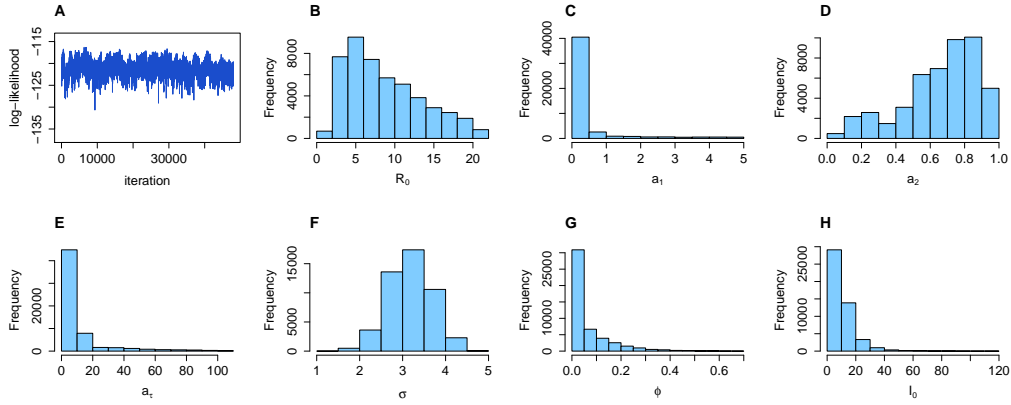 A
log−likelihood
−135
−125
−115
0
10000
30000
iteration
B
Frequency
0
4000
8000
0
5
10
15
20
R0
C
Frequency
0
20000
40000
0
1
2
3
4
5
a1
D
Frequency
0
4000
8000
0.0
0.2
0.4
0.6
0.8
1.0
a2
E
Frequency
0
20000
0
20
40
60
80
100
aτ
F
Frequency
0
5000
15000
1
2
3
4
5
σ
G
Frequency
0
10000
25000
0.0
0.2
0.4
0.6
ϕ
H
Frequency
0
10000
25000
0
20
40
60
80
120
I0